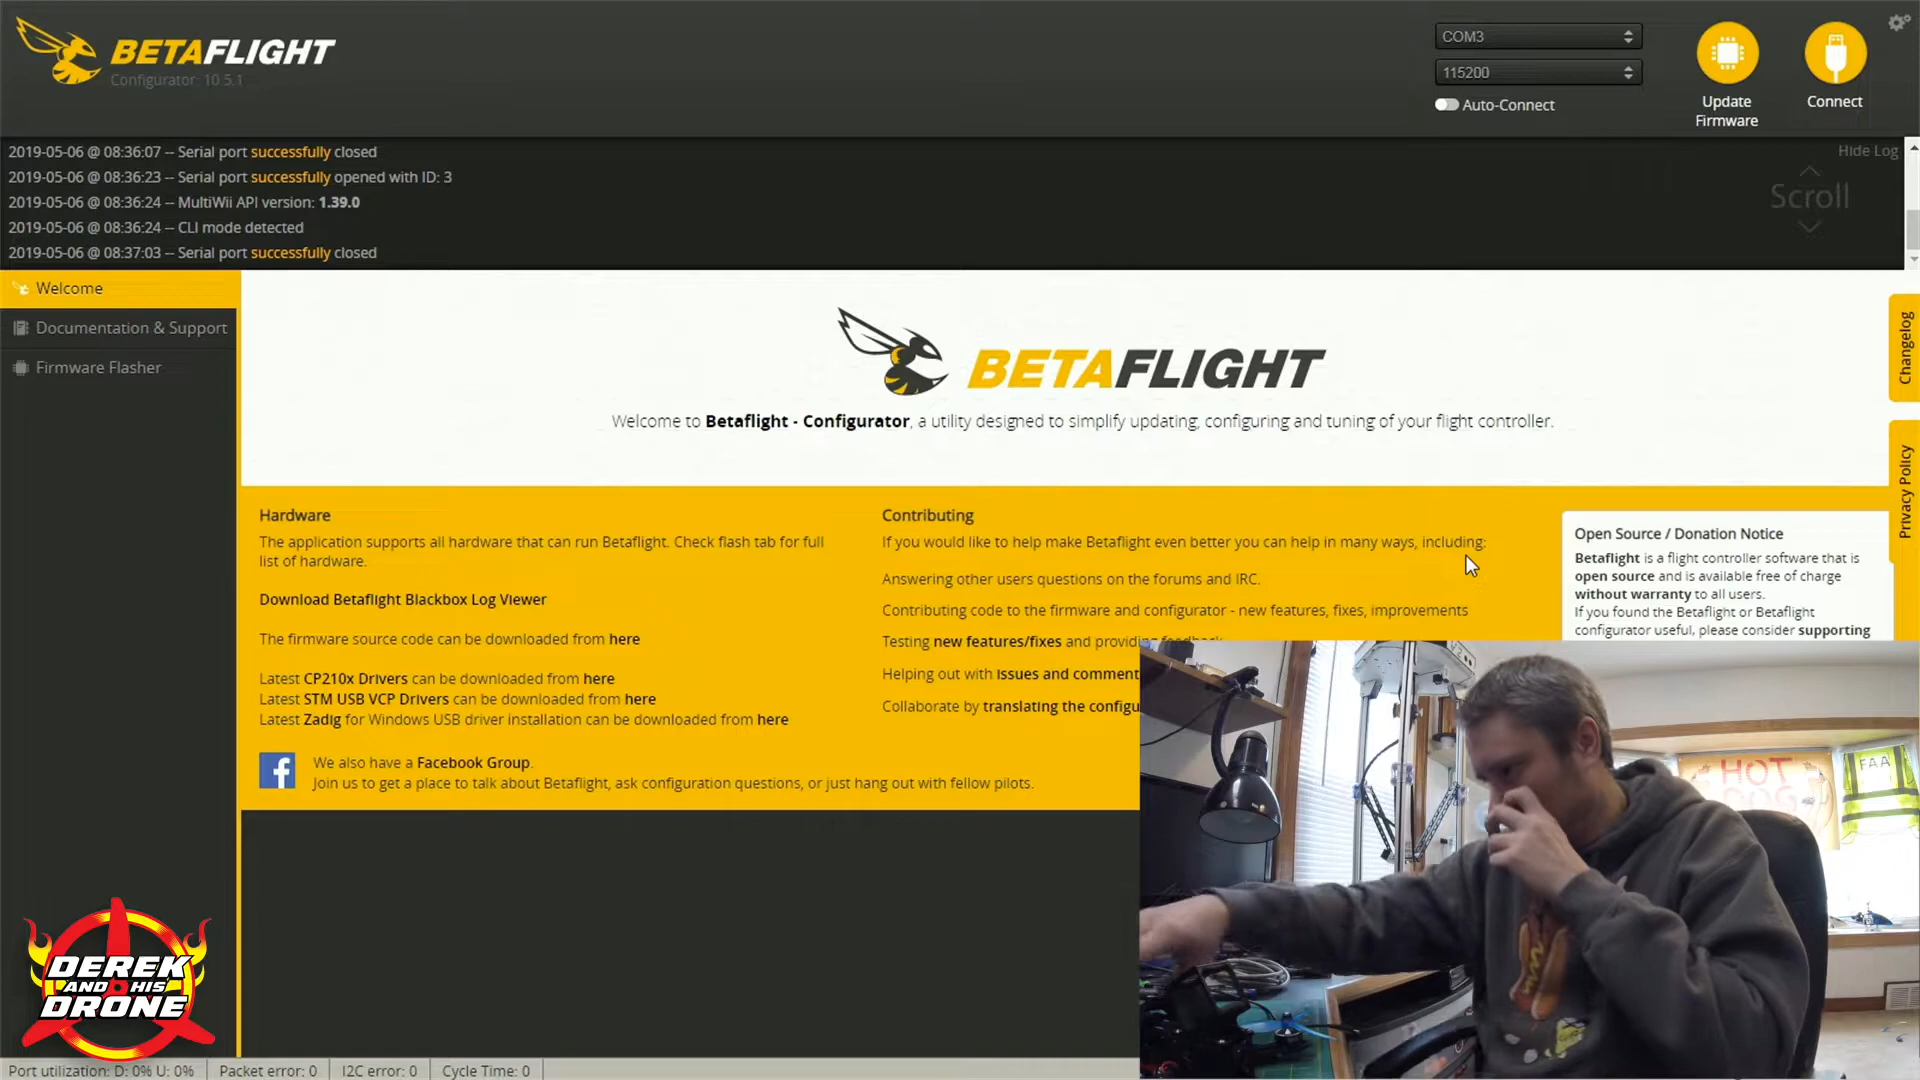 BETAFLIGHT
Configurator: 10.5.1
COM3
115200
Auto-Connect
Update
Firmware
Connect
2019-05-06 @ 08:36:07 -- Serial port successfully closed
2019-05-06 @ 08:36:23 -- Serial port successfully opened with ID: 3
2019-05-06 @ 08:36:24 -- MultiWii API version: 1.39.0
2019-05-06 @ 08:36:24 -- CLI mode detected
2019-05-06 @ 08:37:03 -- Serial port successfully closed
Hide Log
Scroll
Welcome
Documentation & Support
Firmware Flasher
BETAFLIGHT
Welcome to Betaflight - Configurator, a utility designed to simplify updating, configuring and tuning of your flight controller.
Changelog
Privacy Policy
Hardware
The application supports all hardware that can run Betaflight. Check flash tab for full
list of hardware.
Download Betaflight Blackbox Log Viewer
The firmware source code can be downloaded from here
Latest CP210x Drivers can be downloaded from here
Latest STM USB VCP Drivers can be downloaded from here
Latest Zadig for Windows USB driver installation can be downloaded from here
We also have a Facebook Group.
Join us to get a place to talk about Betaflight, ask configuration questions, or just hang out with fellow pilots.
Contributing
If you would like to help make Betaflight even better you can help in many ways, including:
Answering other users questions on the forums and IRC.
Contributing code to the firmware and configurator - new features, fixes, improvements
Testing new features/fixes and providing feedback
Helping out with issues and comment
Collaborate by translating the configu
Open Source / Donation Notice
Betaflight is a flight controller software that is
open source and is available free of charge
without warranty to all users.
If you found the Betaflight or Betaflight
configurator useful, please consider supporting
HOT
DOG
FAA
DEREK
AND HIS
DRONE
Port utilization: D: 0% U: 0%
Packet error: 0
I2C error: 0
Cycle Time: 0